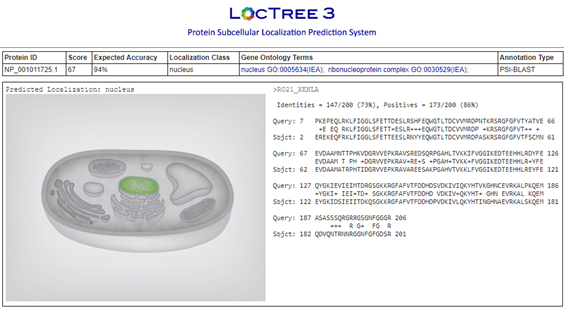 LOCTREE 3
Protein Subcellular Localization Prediction System
Protein ID Score Expected Accuracy Localization Class Gene Ontology Terms Annotation Type
NP_001011725.1 67 94% nucleus nucleus GO:0005634(IEA); ribonucleoprotein complex GO:0030529(IEA); PSI-BLAST
Predicted Localization: nucleus
>RO21_XENLA
Identities = 147/200 (73%), Positives = 173/200 (86%)
Query: 7 PKEPEQLRKLFIGGLSFETTDESLRSHFEQWGTLTDCVVMRDPNTKRSRGFGFVTYATVE 66
+E EQ RKLFIGGLSFETT+ESLR+++EQWGTLTDCVVMRDP +KRSRGFGFVT++ +
Sbjct: 2 EREKEQFRKLFIGGLSFETTEESLRNYYEQWGTLTDCVVMRDPASKRSRGFGFVTFSCMN 61
Query: 67 EVDAAMNTTPHKVDGRVVEPKRAVSREDSQRPGAHLTVKKIFVGGIKEDTEEHHLRDYFE 126
EVDAAM T PH +DGRVVEPKRAV+RE+S +PGAH+TVKK+FVGGIKEDTEEHHLR+YFE
Sbjct: 62 EVDAAMATRPHTIDGRVVEPKRAVAREESAKPGAHVTVKKLFVGGIKEDTEEHHLREYFE 121
Query: 127 QYGKIEVIEIMTDRGSGKKRGFAFVTFDDHDSVDKIVIQKYHTVKGHNCEVRKALPKQEM 186
+YGKI+ IEI+TD+ SGKKRGFAFVTFDDHD VDKIV+QKYHT+ GHN EVRKAL KQEM
Sbjct: 122 EYGKIDSIEIITDKQSGKKRGFAFVTFDDHDPVDKIVLQKYHTINGHNAEVRKALSKQEM 181
Query: 187 ASASSSQRGRRGSGNFGGGR 206
+++ R G+ FG R
Sbjct: 182 QDVQNTRNNRGGNFGFGDSR 201